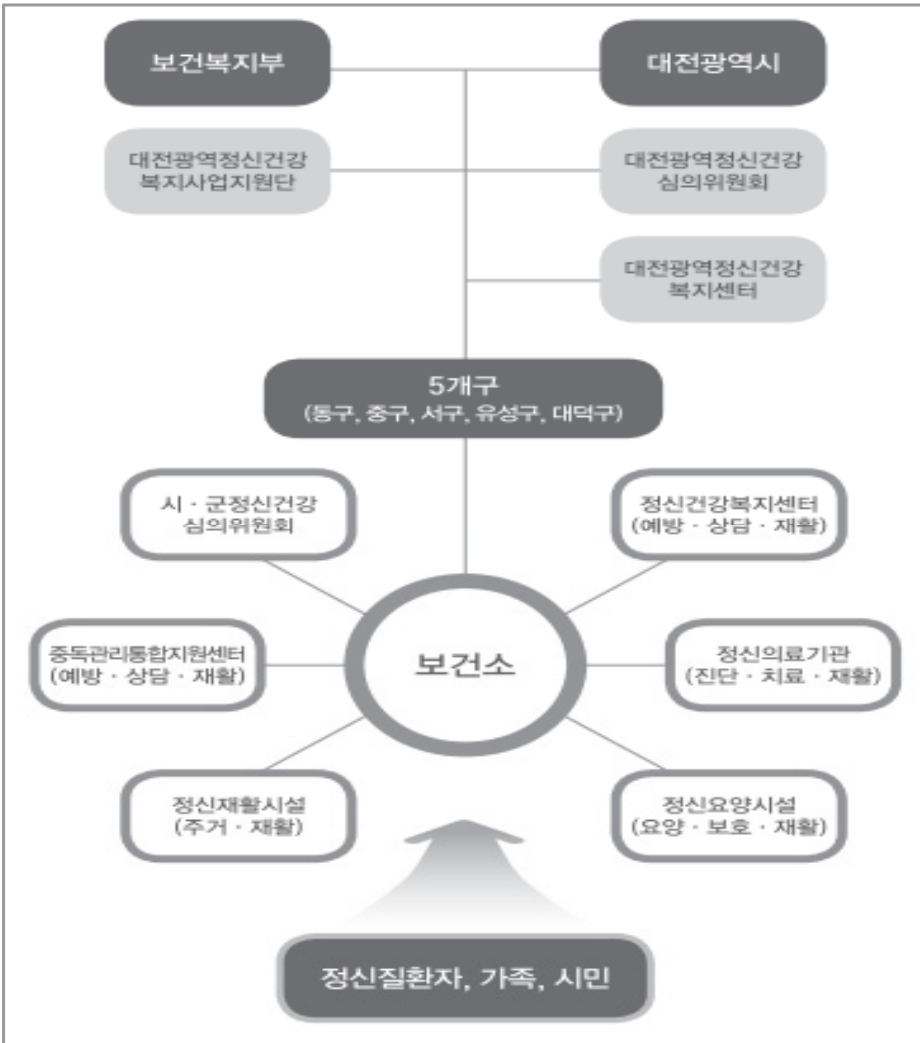 보건복지부
대전광역시
대전광역정신건강
복지사업지원단
대전광역정신건강
심의위원회
대전광역정신건강
복지센터
5개구
(동구, 중구, 서구, 유성구, 대덕구)
시 · 군정신건강
심의위원회
정신건강복지센터
(예방 · 상담 · 재활)
중독관리통합지원센터
(예방 · 상담 · 재활)
보건소
정신의료기관
(진단 · 치료 · 재활)
정신재활시설
(주거 · 재활)
정신요양시설
(요양 · 보호 · 재활)
정신질환자, 가족, 시민